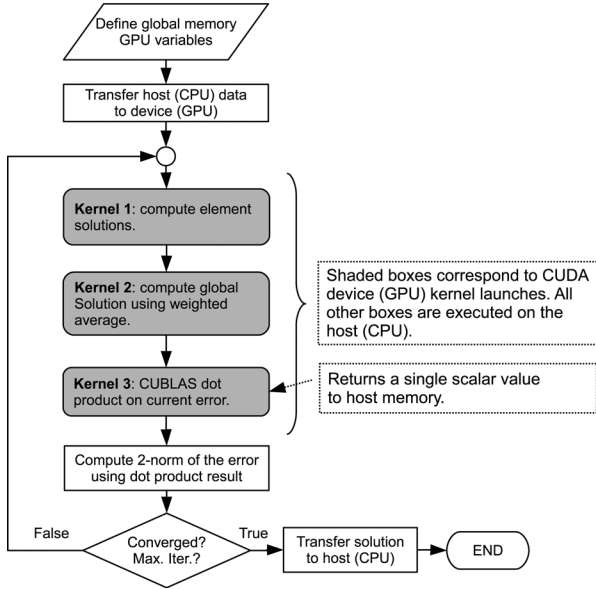 Define global memory
GPU variables
Transfer host (CPU) data
to device (GPU)
Kernel 1: compute element
solutions.
Kernel 2: compute global
Solution using weighted
average.
Kernel 3: CUBLAS dot
product on current error.
Shaded boxes correspond to CUDA
device (GPU) kernel launches. All
other boxes are executed on the
host (CPU).
Returns a single scalar value
to host memory.
Compute 2-norm of the error
using dot product result
False
Converged?
Max. Iter.?
True
Transfer solution
to host (CPU)
END